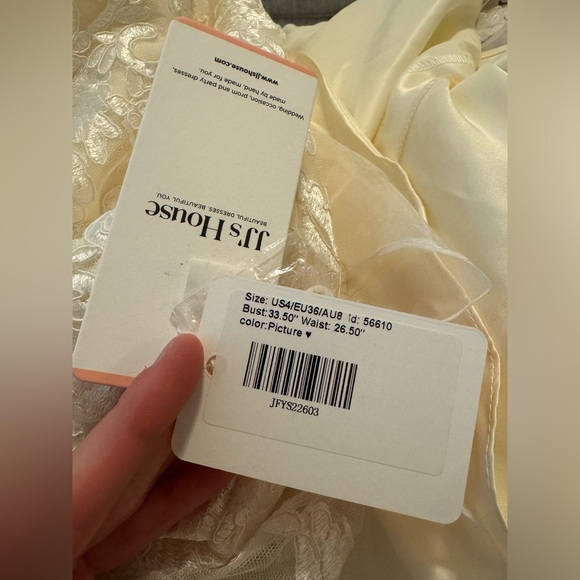 JJ's House
BEAUTIFUL DRESSES. BEAUTIFUL YOU.
Wedding, occasion, prom and party dresses,
made by hand, made for you.
www.jjshouse.com
Size: US4/EU36/AU8 Id: 56610
Bust:33.50" Waist: 26.50"
color:Picture ♥
JFYS22603